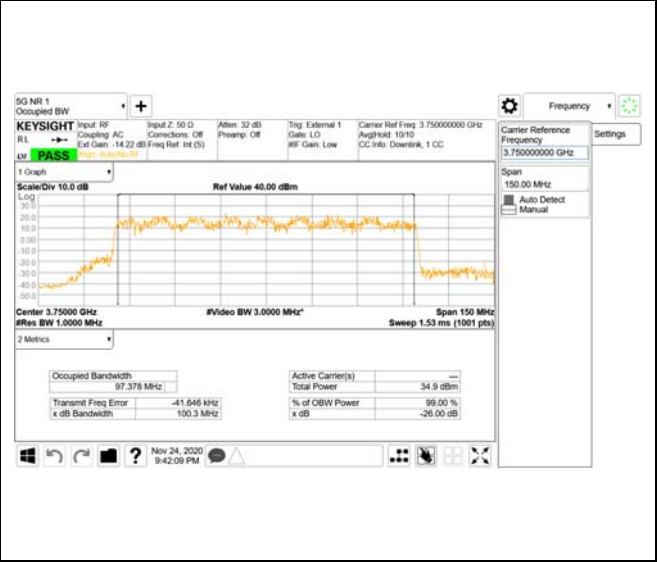 5G NR 1
Occupied BW
Frequency
KEYSIGHT
R L
PASS
Input: RF
Coupling: AC
Ext Gain: -14.22 dB
Align: Auto/No RF
Input Z: 50 Ω
Corrections: Off
Freq Ref: Int (S)
Atten: 32 dB
Preamp: Off
Trig: External 1
Gate: LO
#IF Gain: Low
Carrier Ref Freq: 3.750000000 GHz
Avg|Hold: 10/10
CC Info: Downlink, 1 CC
Carrier Reference
Frequency
3.750000000 GHz
Settings
Span
150.00 MHz
Auto Detect
Manual
1 Graph
Scale/Div 10.0 dB
Ref Value 40.00 dBm
Log
30.0
20.0
10.0
0.00
-10.0
-20.0
-30.0
-40.0
-50.0
Center 3.75000 GHz
#Video BW 3.0000 MHz*
Span 150 MHz
#Res BW 1.0000 MHz
Sweep 1.53 ms (1001 pts)
2 Metrics
Occupied Bandwidth
97.378 MHz
Transmit Freq Error -41.646 kHz
x dB Bandwidth 100.3 MHz
Active Carrier(s) ---
Total Power 34.9 dBm
% of OBW Power 99.00 %
x dB -26.00 dB
Nov 24, 2020
9:42:09 PM